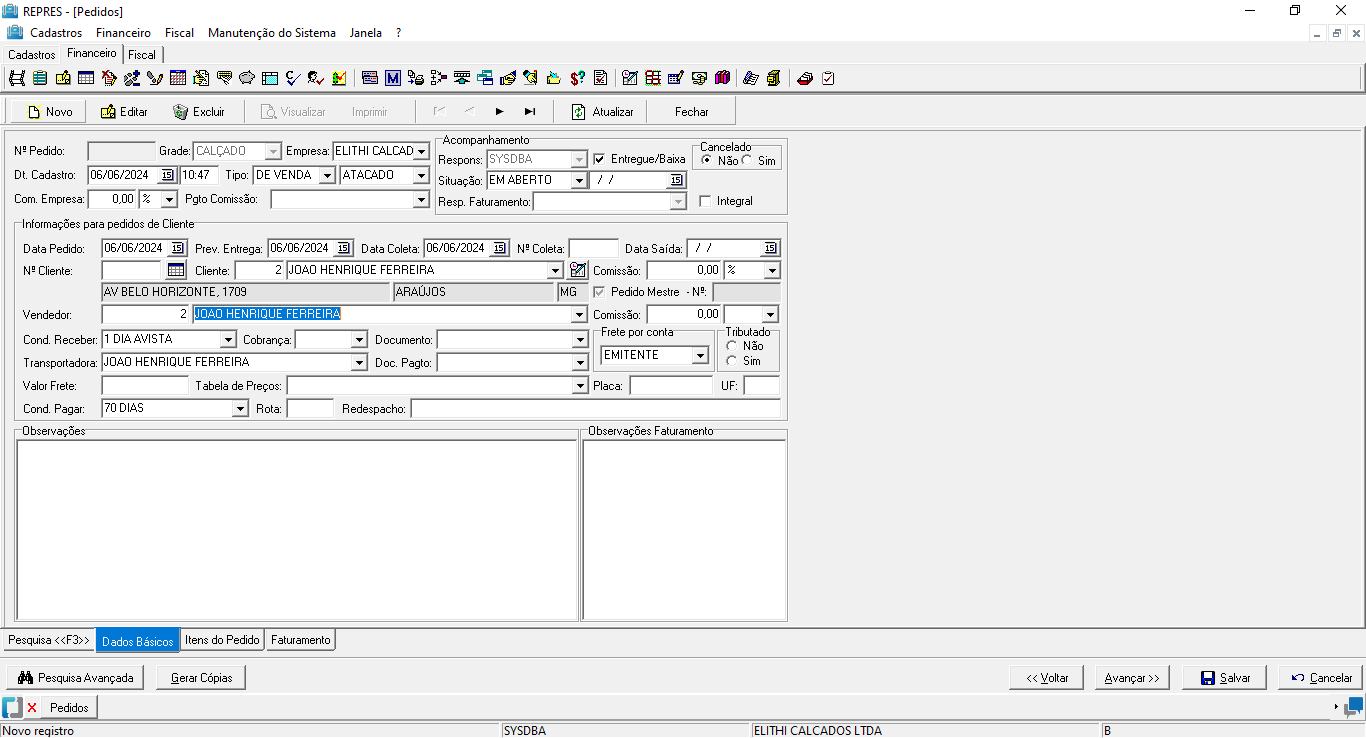 REPRES - [Pedidos]
Cadastros Financeiro Fiscal Manutenção do Sistema Janela ?
Cadastros Financeiro Fiscal
Novo Editar Excluir Visualizar Imprimir Atualizar Fechar
Nº Pedido: Grade: CALÇADO Empresa: ELITHI CALCAD
Dt. Cadastro: 06/06/2024 15 10:47 Tipo: DE VENDA ATACADO
Com. Empresa: 0,00 % Pgto Comissão:
Acompanhamento
Respons: SYSDBA Entregue/Baixa
Situação: EM ABERTO / / 15
Resp. Faturamento: Integral
Cancelado
Não Sim
Informações para pedidos de Cliente
Data Pedido: 06/06/2024 15 Prev. Entrega: 06/06/2024 15 Data Coleta: 06/06/2024 15 Nº Coleta: Data Saída: / / 15
Nº Cliente: Cliente: 2 JOAO HENRIQUE FERREIRA Comissão: 0,00 %
AV BELO HORIZONTE, 1709 ARAÚJOS MG Pedido Mestre - Nº:
Vendedor: 2 JOAO HENRIQUE FERREIRA Comissão: 0,00
Cond. Receber: 1 DIA AVISTA Cobrança: Documento:
Transportadora: JOAO HENRIQUE FERREIRA Doc. Pagto:
Frete por conta
EMITENTE
Tributado
Não
Sim
Valor Frete: Tabela de Preços: Placa: UF:
Cond. Pagar: 70 DIAS Rota: Redespacho:
Observações
Observações Faturamento
Pesquisa <<F3>> Dados Básicos Itens do Pedido Faturamento
Pesquisa Avançada Gerar Cópias << Voltar Avançar >> Salvar Cancelar
Pedidos
Novo registro SYSDBA ELITHI CALCADOS LTDA B